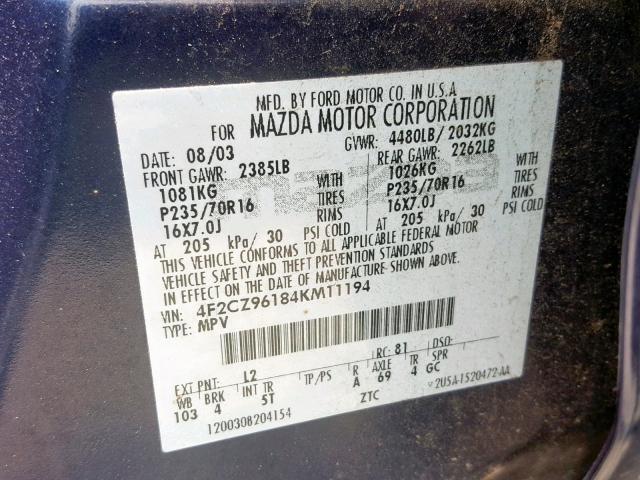 MFD. BY FORD MOTOR CO. IN U.S.A.
FOR MAZDA MOTOR CORPORATION
DATE: 08/03 GVWR: 4480LB/ 2032KG
FRONT GAWR: 2385LB REAR GAWR: 2262LB
1081KG WITH 1026KG WITH
P235/70R16 TIRES P235/70R16 TIRES
16X7.0J RIMS 16X7.0J RIMS
AT 205 kPa/ 30 PSI COLD AT 205 kPa/ 30 PSI COLD
THIS VEHICLE CONFORMS TO ALL APPLICABLE FEDERAL MOTOR
VEHICLE SAFETY AND THEFT PREVENTION STANDARDS
IN EFFECT ON THE DATE OF MANUFACTURE SHOWN ABOVE.
VIN: 4F2CZ96184KM11194
TYPE: MPV
EXT PNT: L2 RC: 81 DSO:
WB BRK INT TR TP/PS R AXLE TR SPR
103 4 5T A 69 4 GC
1200308204154 ZTC v2U5A-1520472-AA